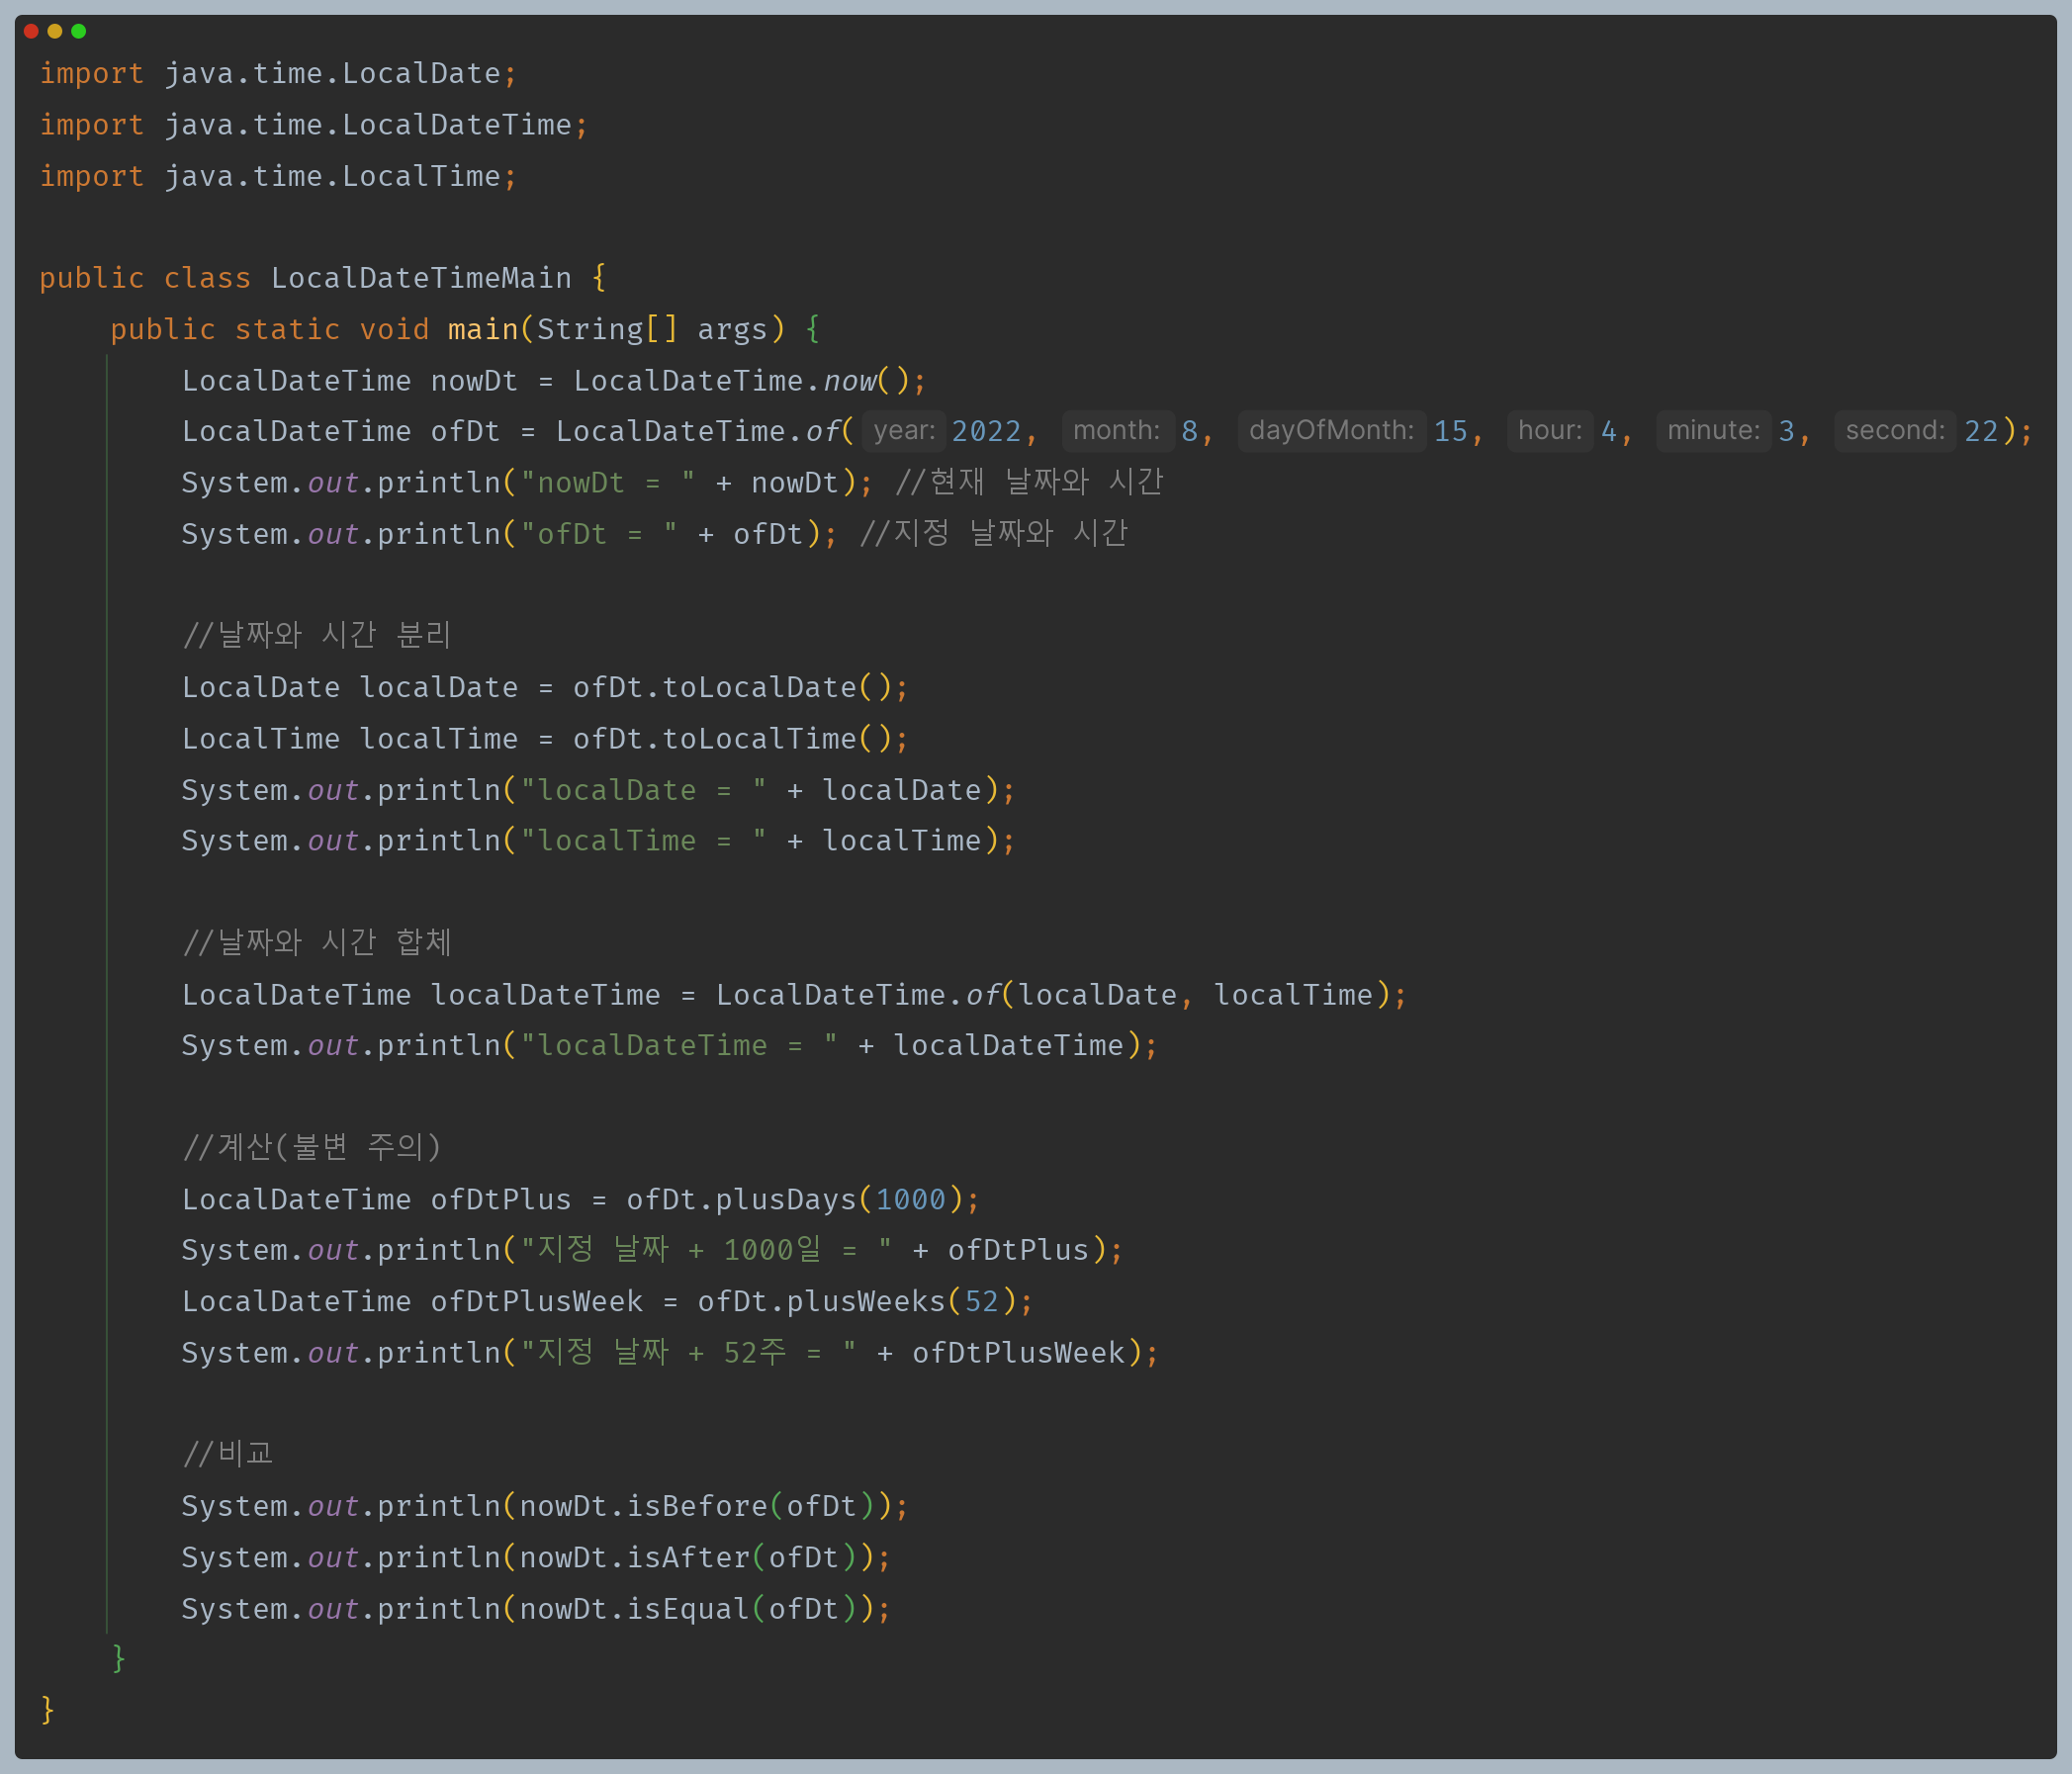 import java.time.LocalDate;
import java.time.LocalDateTime;
import java.time.LocalTime;
public class LocalDateTimeMain {
public static void main(String[] args) {
LocalDateTime nowDt = LocalDateTime.now();
LocalDateTime ofDt = LocalDateTime.of( year: 2022, month: 8, dayOfMonth: 15, hour: 4, minute: 3, second: 22);
System.out.println("nowDt = " + nowDt); //현재 날짜와 시간
System.out.println("ofDt = " + ofDt); //지정 날짜와 시간
//날짜와 시간 분리
LocalDate localDate = ofDt.toLocalDate();
LocalTime localTime = ofDt.toLocalTime();
System.out.println("localDate = " + localDate);
System.out.println("localTime = " + localTime);
//날짜와 시간 합체
LocalDateTime localDateTime = LocalDateTime.of(localDate, localTime);
System.out.println("localDateTime = " + localDateTime);
//계산(불변 주의)
LocalDateTime ofDtPlus = ofDt.plusDays(1000);
System.out.println("지정 날짜 + 1000일 = " + ofDtPlus);
LocalDateTime ofDtPlusWeek = ofDt.plusWeeks(52);
System.out.println("지정 날짜 + 52주 = " + ofDtPlusWeek);
//비교
System.out.println(nowDt.isBefore(ofDt));
System.out.println(nowDt.isAfter(ofDt));
System.out.println(nowDt.isEqual(ofDt));
}
}